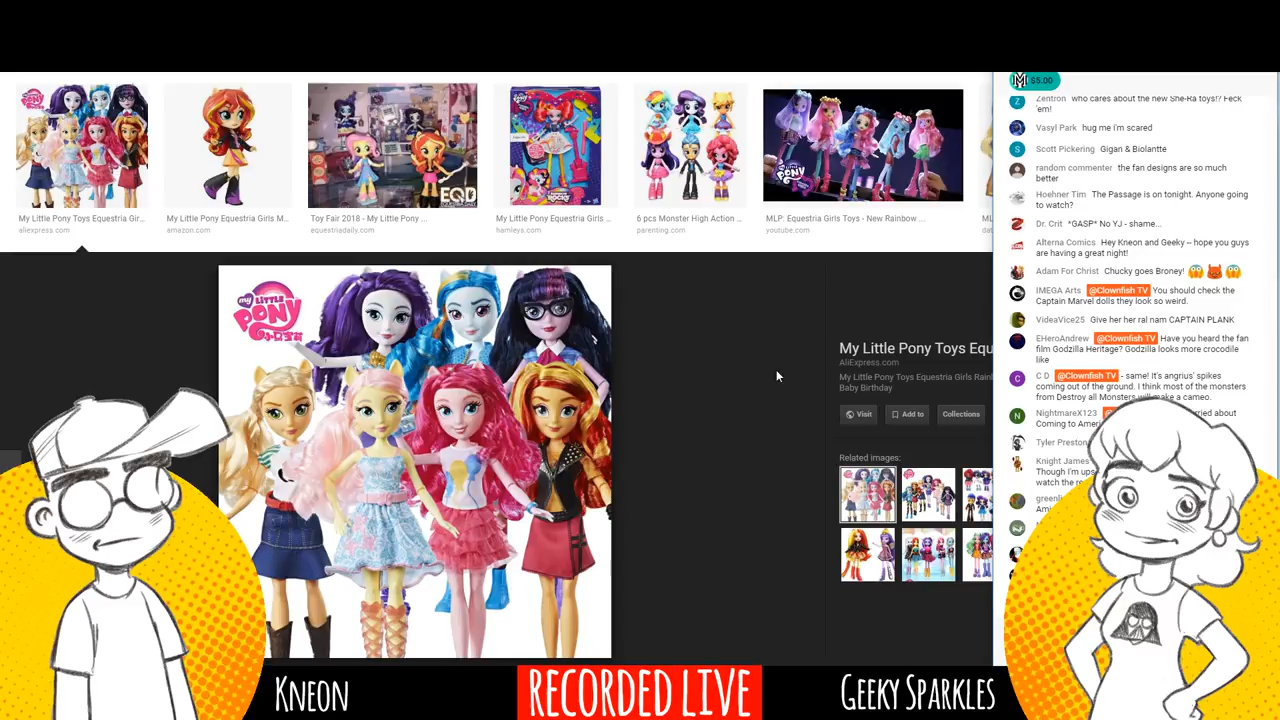 My Little Pony Toys Equestria Gir...
aliexpress.com
My Little Pony Equestria Girls M...
amazon.com
EQD
Toy Fair 2018 - My Little Pony ...
equestriadaily.com
My Little Pony Equestria Girls ...
hamleys.com
6 pcs Monster High Action ...
parenting.com
MLP: Equestria Girls Toys - New Rainbow ...
youtube.com
my LITTLE PONY
小马宝莉
My Little Pony Toys Equ
AliExpress.com
My Little Pony Toys Equestria Girls Rainb
Baby Birthday
Visit
Add to
Collections
Related images:
$5.00
Zentron who cares about the new She-Ra toys!? Feck
'em!
Vasyl Park hug me I'm scared
Scott Pickering Gigan & Biolantte
random commenter the fan designs are so much
better
Hoehner Tim The Passage is on tonight. Anyone going
to watch?
Dr. Crit *GASP* No YJ - shame...
Alterna Comics Hey Kneon and Geeky -- hope you guys
are having a great night!
Adam For Christ Chucky goes Broney!
IMEGA Arts @Clownfish TV You should check the
Captain Marvel dolls they look so weird.
VideaVice25 Give her her ral nam CAPTAIN PLANK
EHeroAndrew @Clownfish TV Have you heard the fan
film Godzilla Heritage? Godzilla looks more crocodile
like
C D @Clownfish TV - same! It's angrius' spikes
coming out of the ground. I think most of the monsters
from Destroy all Monsters will make a cameo.
NightmareX123
Coming to Ameri
Tyler Preston
Knight James
Though I'm ups
watch the re
greenli
Ami
KNEON
RECORDED LIVE
GEEKY SPARKLES